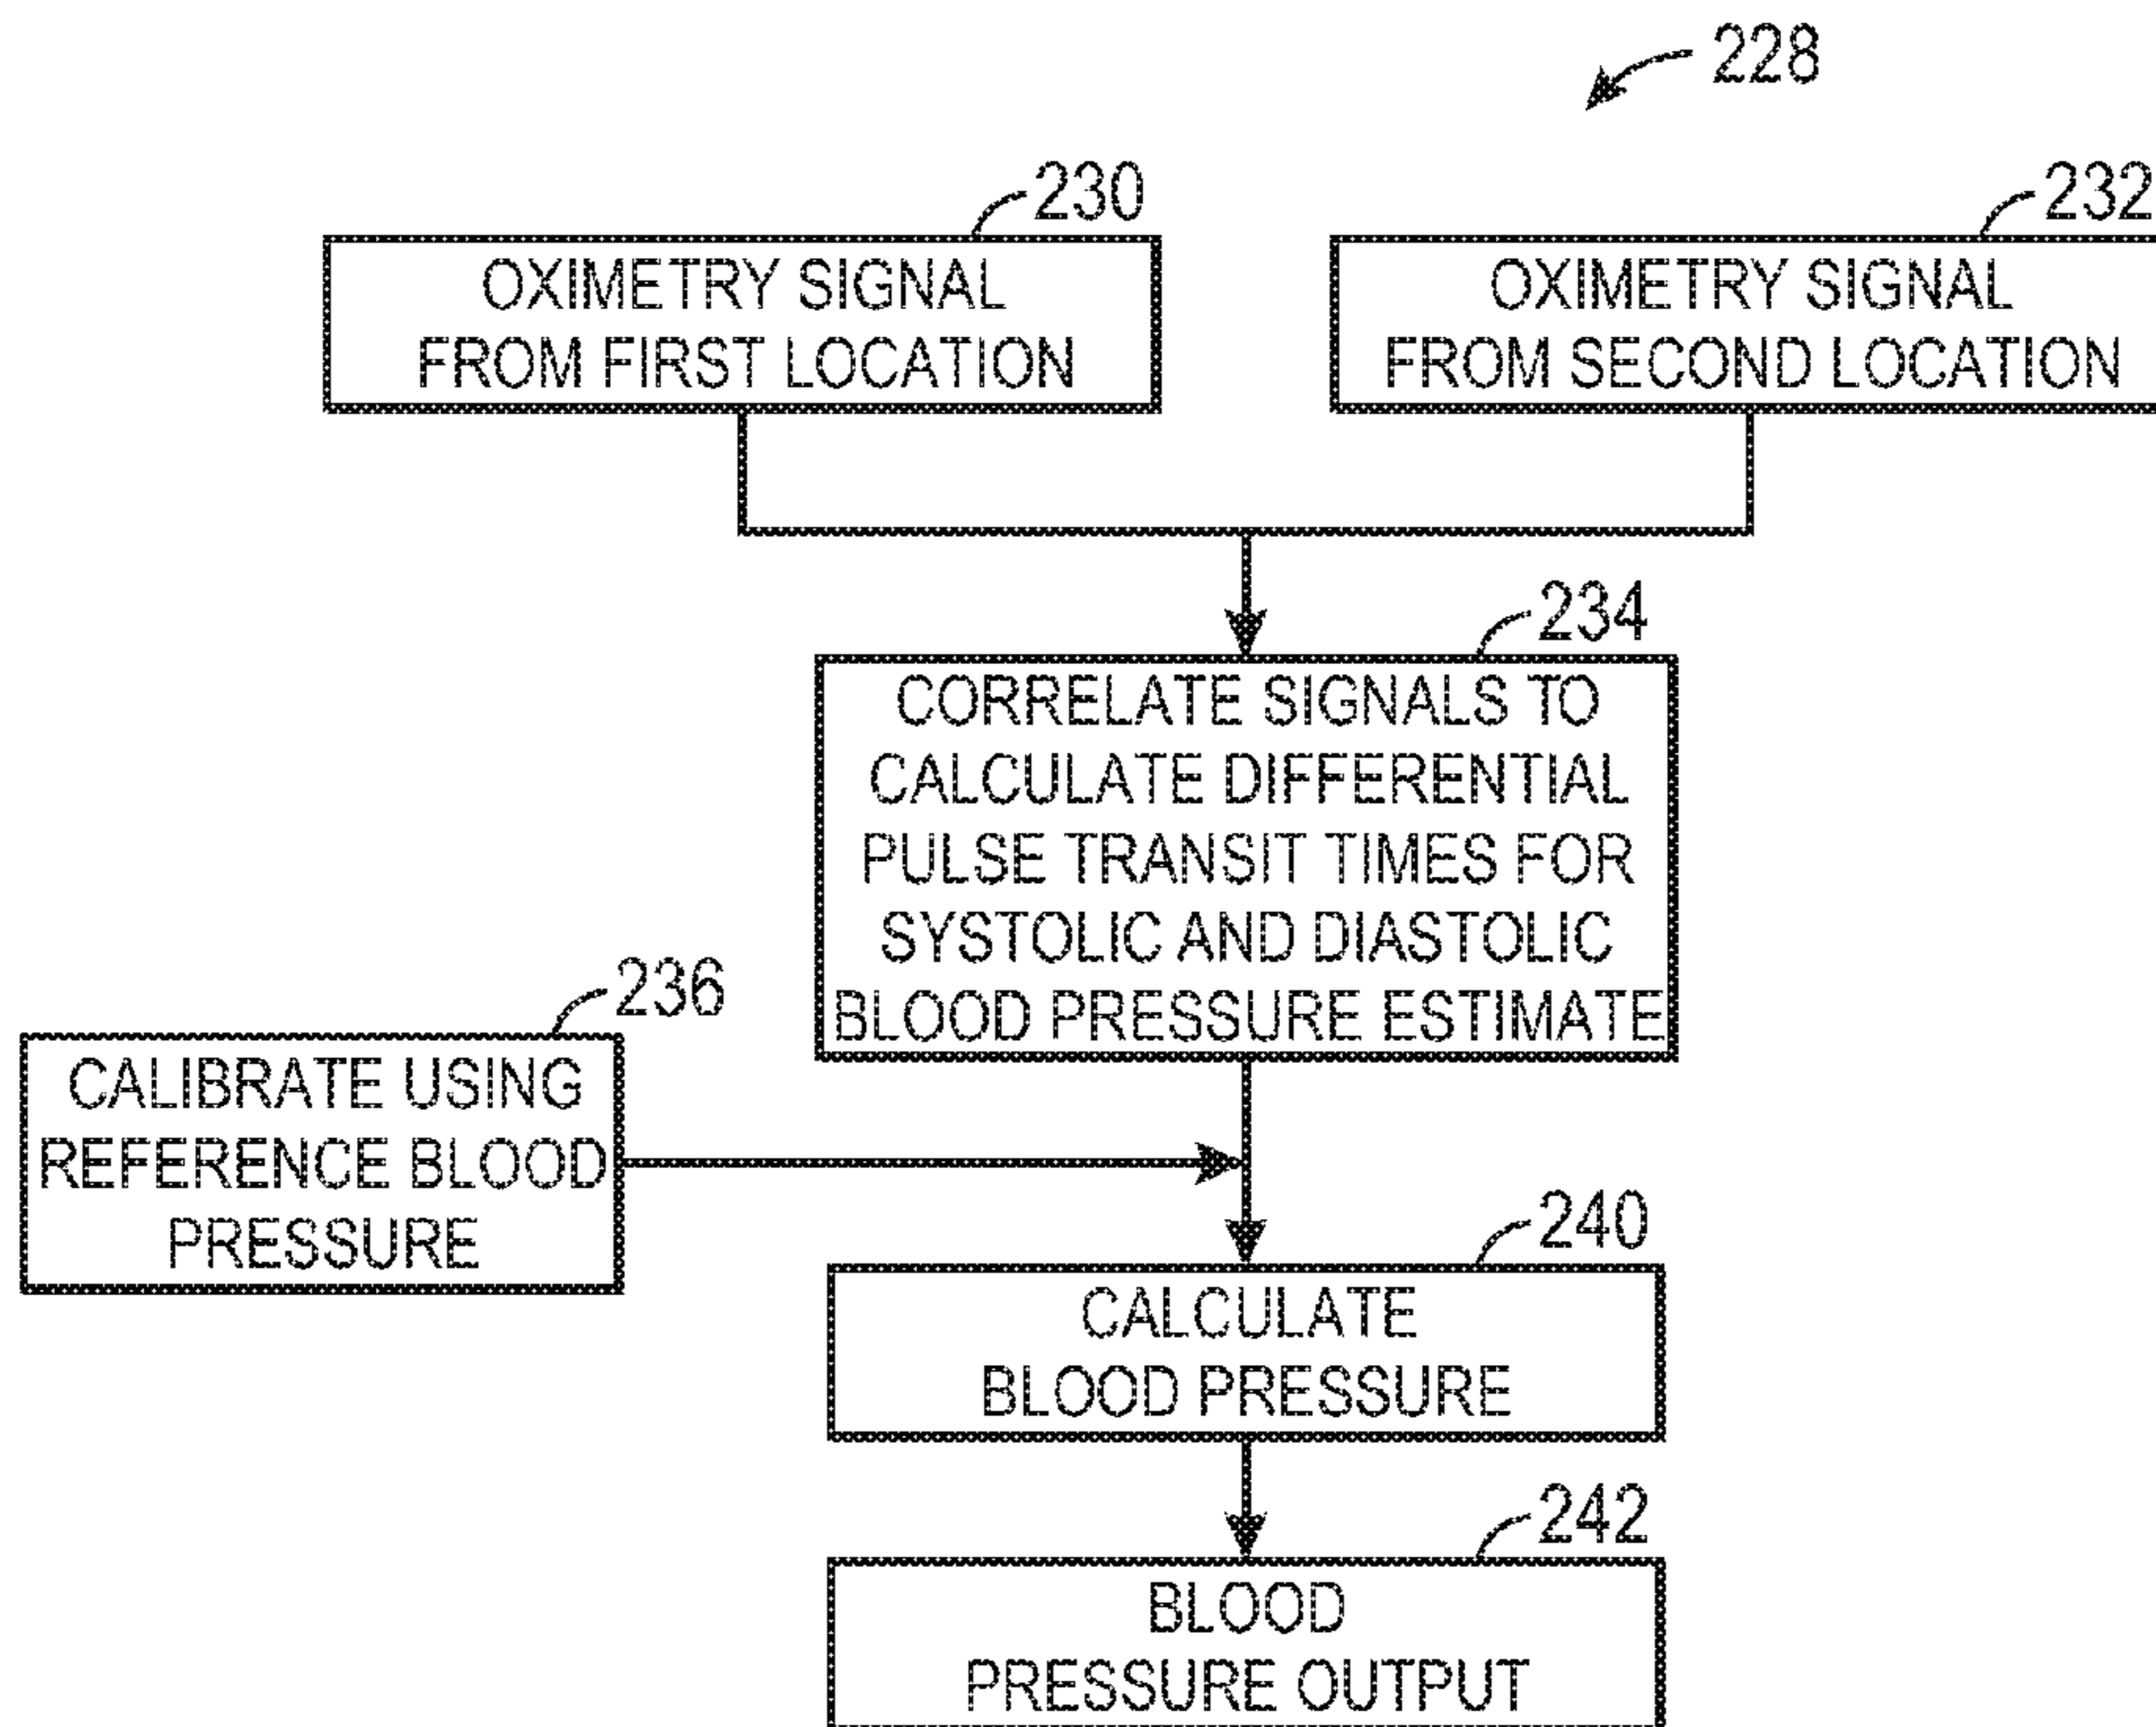 228
230
232
OXIMETRY SIGNAL
FROM FIRST LOCATION
OXIMETRY SIGNAL
FROM SECOND LOCATION
234
CORRELATE SIGNALS TO
CALCULATE DIFFERENTIAL
PULSE TRANSIT TIMES FOR
SYSTOLIC AND DIASTOLIC
BLOOD PRESSURE ESTIMATE
236
CALIBRATE USING
REFERENCE BLOOD
PRESSURE
240
CALCULATE
BLOOD PRESSURE
242
BLOOD
PRESSURE OUTPUT